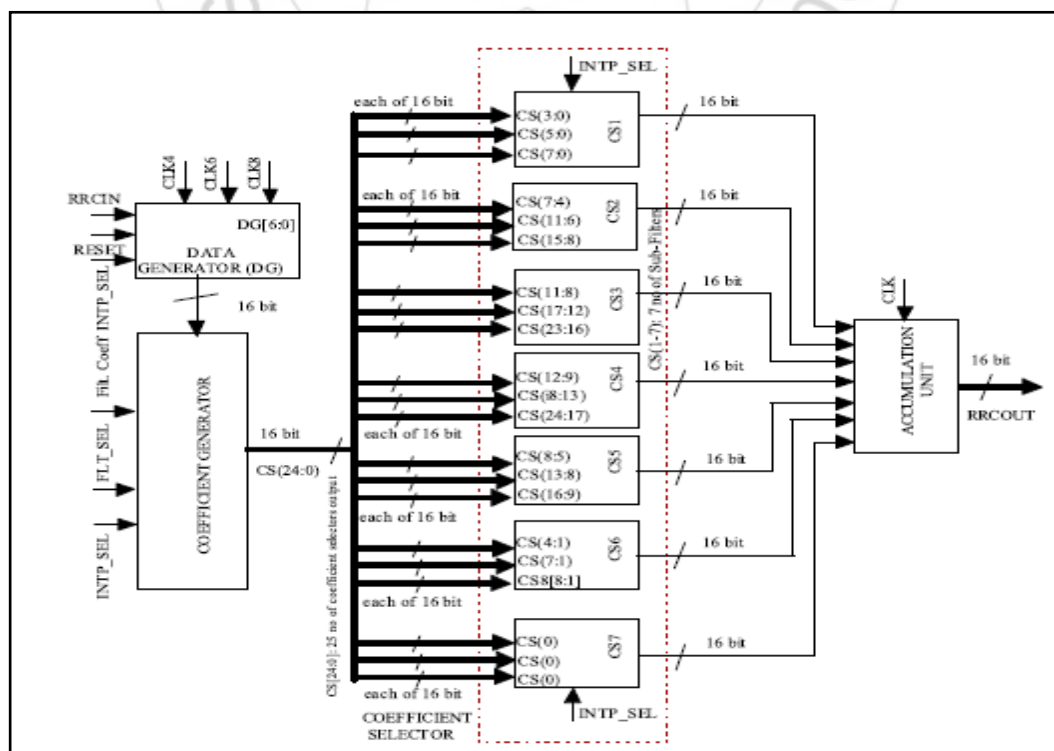 INTP_SEL
each of 16 bit
CS(3:0)
CS(5:0)
CS(7:0)
CS1
16 bit
CLK4
CLK6
CLK8
RRCIN
RESET
DG[6:0]
DATA
GENERATOR (DG)
16 bit
each of 16 bit
CS(7:4)
CS(11:6)
CS(15:8)
CS2
16 bit
CS(1-7): 7 no of Sub-Filters
CS(11:8)
CS(17:12)
CS(23:16)
CS3
16 bit
Filt. Coeff INTP_SEL
FLT_SEL
INTP_SEL
COEFFICIENT GENERATOR
16 bit
CS(24:0)
CS[24:0]: 25 no of coefficient selectors output
CS(12:9)
CS(i8:13)
CS(24:17)
CS4
each of 16 bit
16 bit
CS(8:5)
CS(13:8)
CS(16:9)
CS5
each of 16 bit
16 bit
CS(4:1)
CS(7:1)
CS8[8:1]
CS6
each of 16 bit
16 bit
CS(0)
CS(0)
CS(0)
CS7
each of 16 bit
16 bit
INTP_SEL
COEFFICIENT
SELECTOR
CLK
ACCUMULATION
UNIT
16 bit
RRCOUT